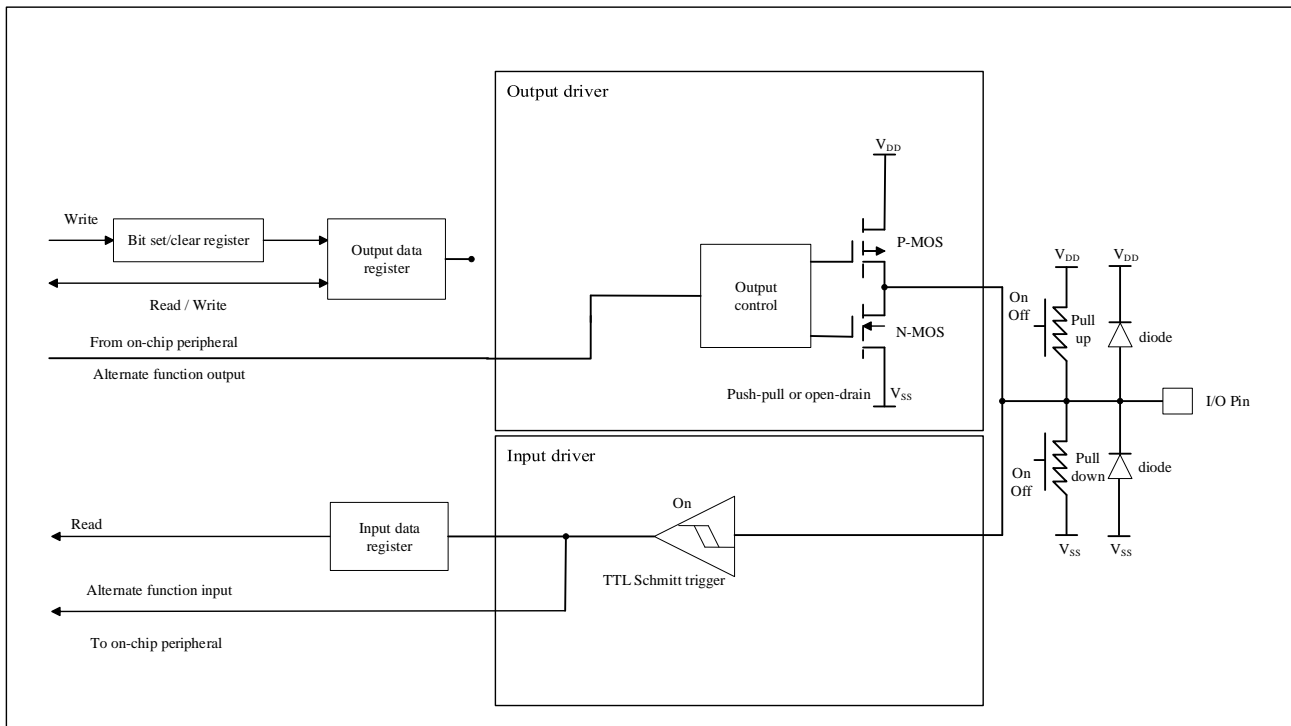 Output driver
V_DD
Write
Bit set/clear register
Output data
register
P-MOS
Output
control
V_DD
V_DD
On
Off
Pull
up
diode
Read / Write
N-MOS
From on-chip peripheral
Alternate function output
Push-pull or open-drain
V_SS
I/O Pin
Input driver
On
Off
Pull
down
diode
On
Read
Input data
register
TTL Schmitt trigger
V_SS
V_SS
Alternate function input
To on-chip peripheral